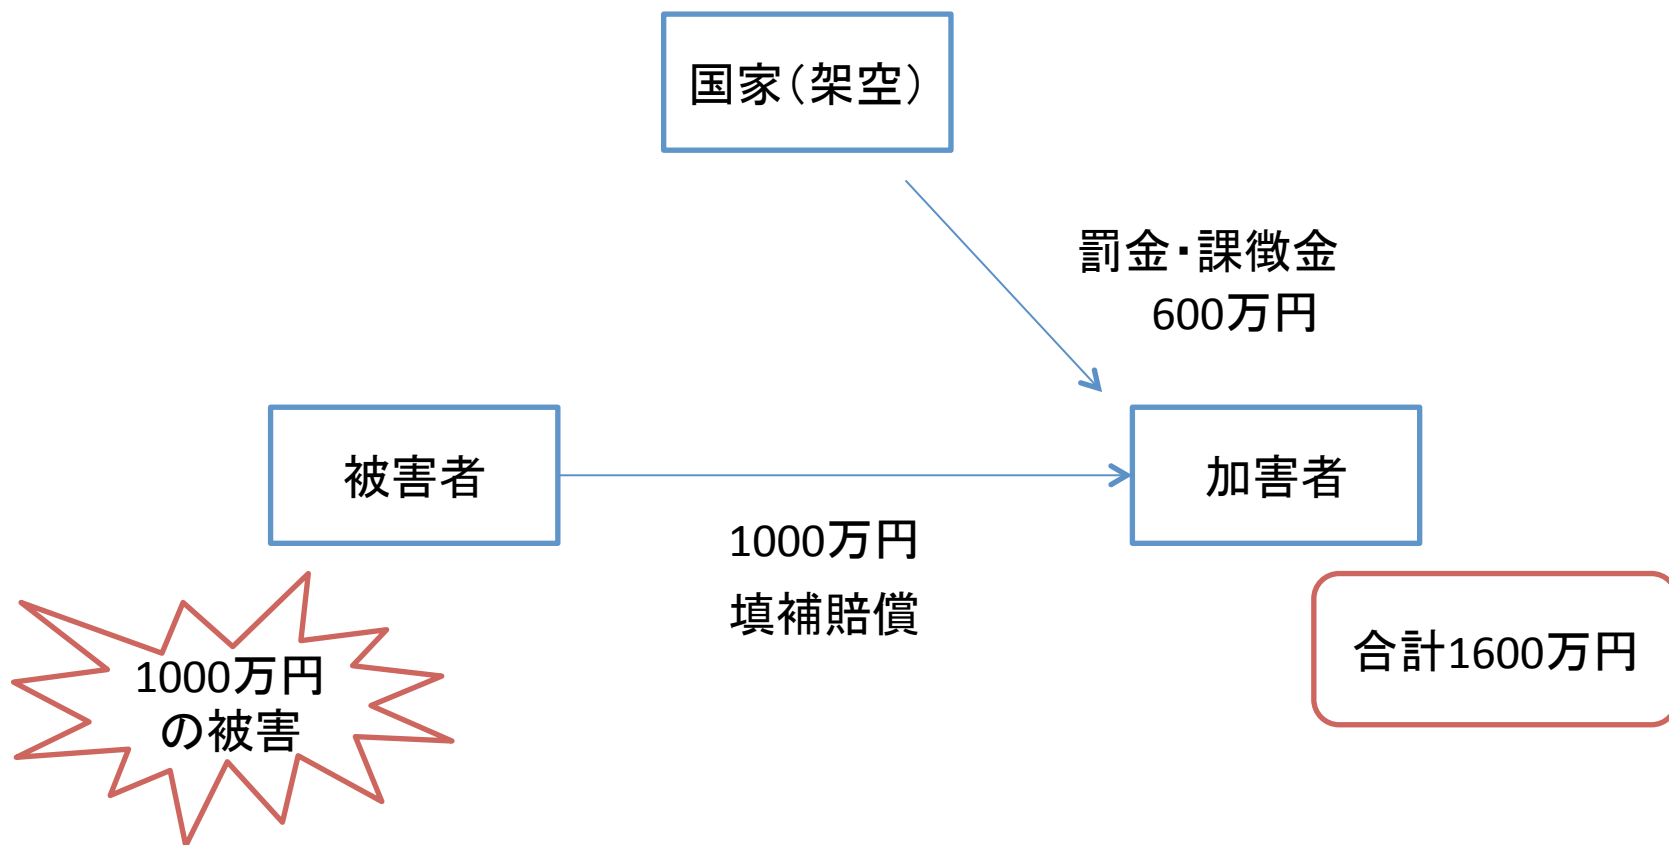 国家（架空）
罰金・課徴金
600万円
被害者
加害者
1000万円
填補賠償
1000万円
の被害
合計1600万円